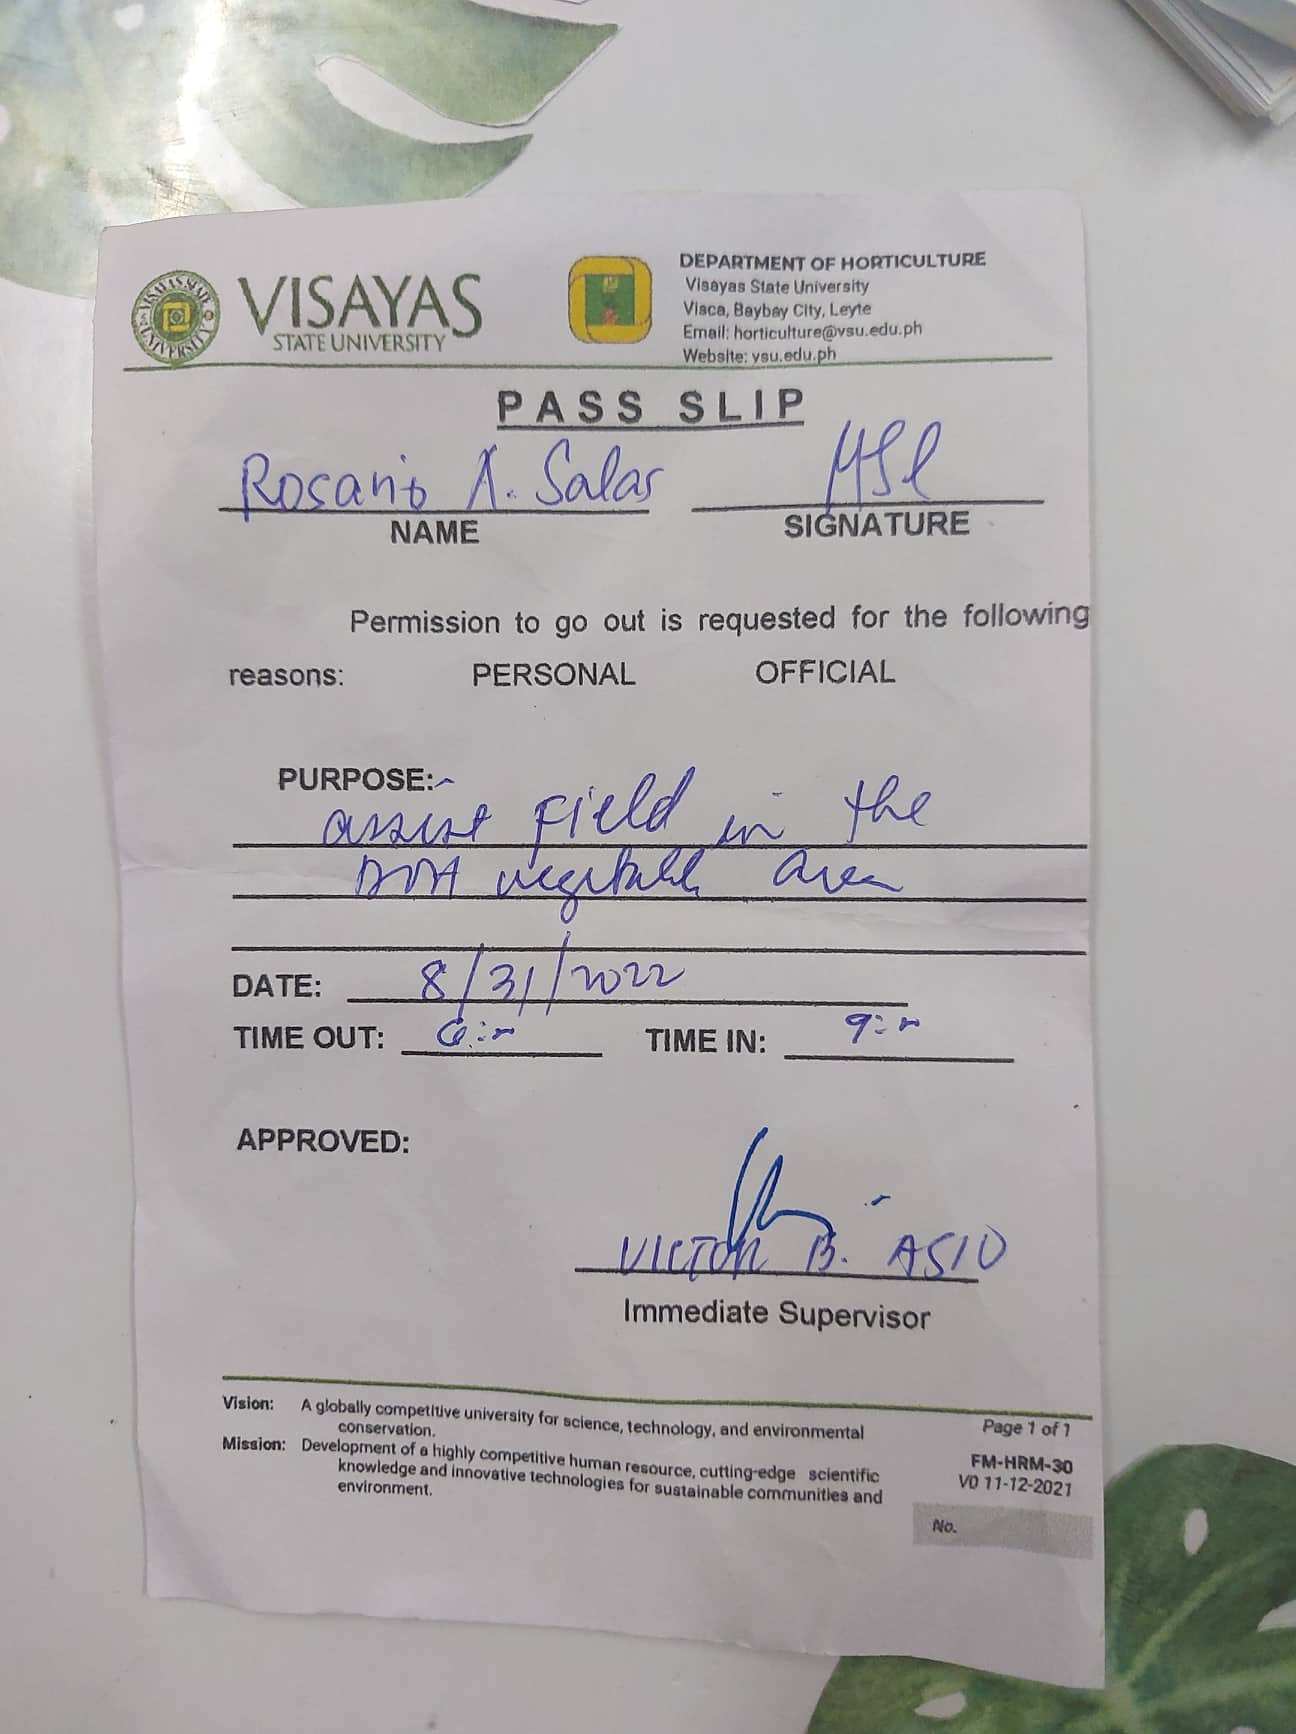 VISAYAS STATE UNIVERSITY
VISAYAS
STATE UNIVERSITY
DEPARTMENT OF HORTICULTURE
Visayas State University
Visca, Baybay City, Leyte
Email: horticulture@vsu.edu.ph
Website: vsu.edu.ph
PASS SLIP
Rosario A. Salas
NAME
SIGNATURE
Permission to go out is requested for the following
reasons: PERSONAL OFFICIAL
PURPOSE:
assist field in the
vegetable area
DATE: 8/31/2022
TIME OUT:
TIME IN:
APPROVED:
VICTOR B. ASIO
Immediate Supervisor
Vision: A globally competitive university for science, technology, and environmental
conservation.
Mission: Development of a highly competitive human resource, cutting-edge scientific
knowledge and innovative technologies for sustainable communities and
environment.
Page 1 of 1
FM-HRM-30
V0 11-12-2021
No.